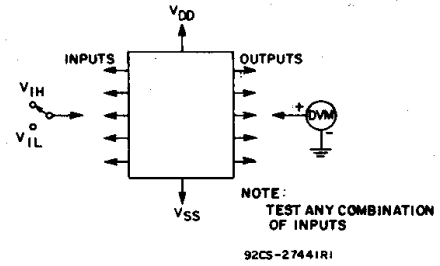 VDD
INPUTS
OUTPUTS
VIH
VIL
+
DVM
-
VSS
NOTE:
TEST ANY COMBINATION
OF INPUTS
92CS-27441R1